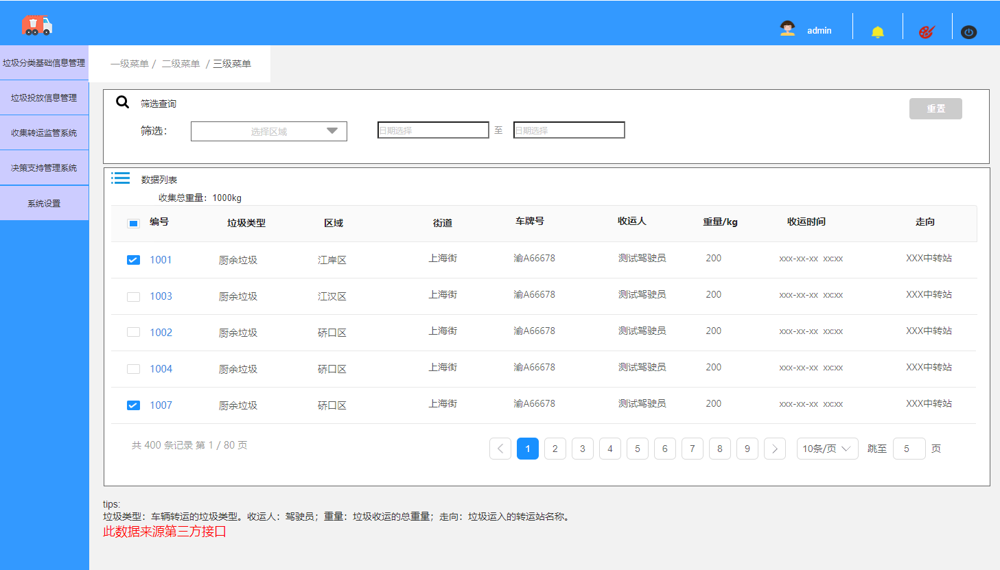 admin
垃圾分类基础信息管理
垃圾投放信息管理
收集转运监管系统
决策支持管理系统
系统设置
一级菜单 / 二级菜单 / 三级菜单
筛选查询
重置
筛选： 选择区域 日期选择 至 日期选择
数据列表
收集总重量：1000kg
编号 垃圾类型 区域 街道 车牌号 收运人 重量/kg 收运时间 走向
1001 厨余垃圾 江岸区 上海街 渝A66678 测试驾驶员 200 xxx-xx-xx xx:xx XXX中转站
1003 厨余垃圾 江汉区 上海街 渝A66678 测试驾驶员 200 xxx-xx-xx xx:xx XXX中转站
1002 厨余垃圾 硚口区 上海街 渝A66678 测试驾驶员 200 xxx-xx-xx xx:xx XXX中转站
1004 厨余垃圾 硚口区 上海街 渝A66678 测试驾驶员 200 xxx-xx-xx xx:xx XXX中转站
1007 厨余垃圾 硚口区 上海街 渝A66678 测试驾驶员 200 xxx-xx-xx xx:xx XXX中转站
共 400 条记录 第 1 / 80 页
1 2 3 4 5 6 7 8 9 10条/页 跳至 5 页
tips:
垃圾类型：车辆转运的垃圾类型。收运人：驾驶员；重量：垃圾收运的总重量；走向：垃圾运入的转运站名称。
此数据来源第三方接口